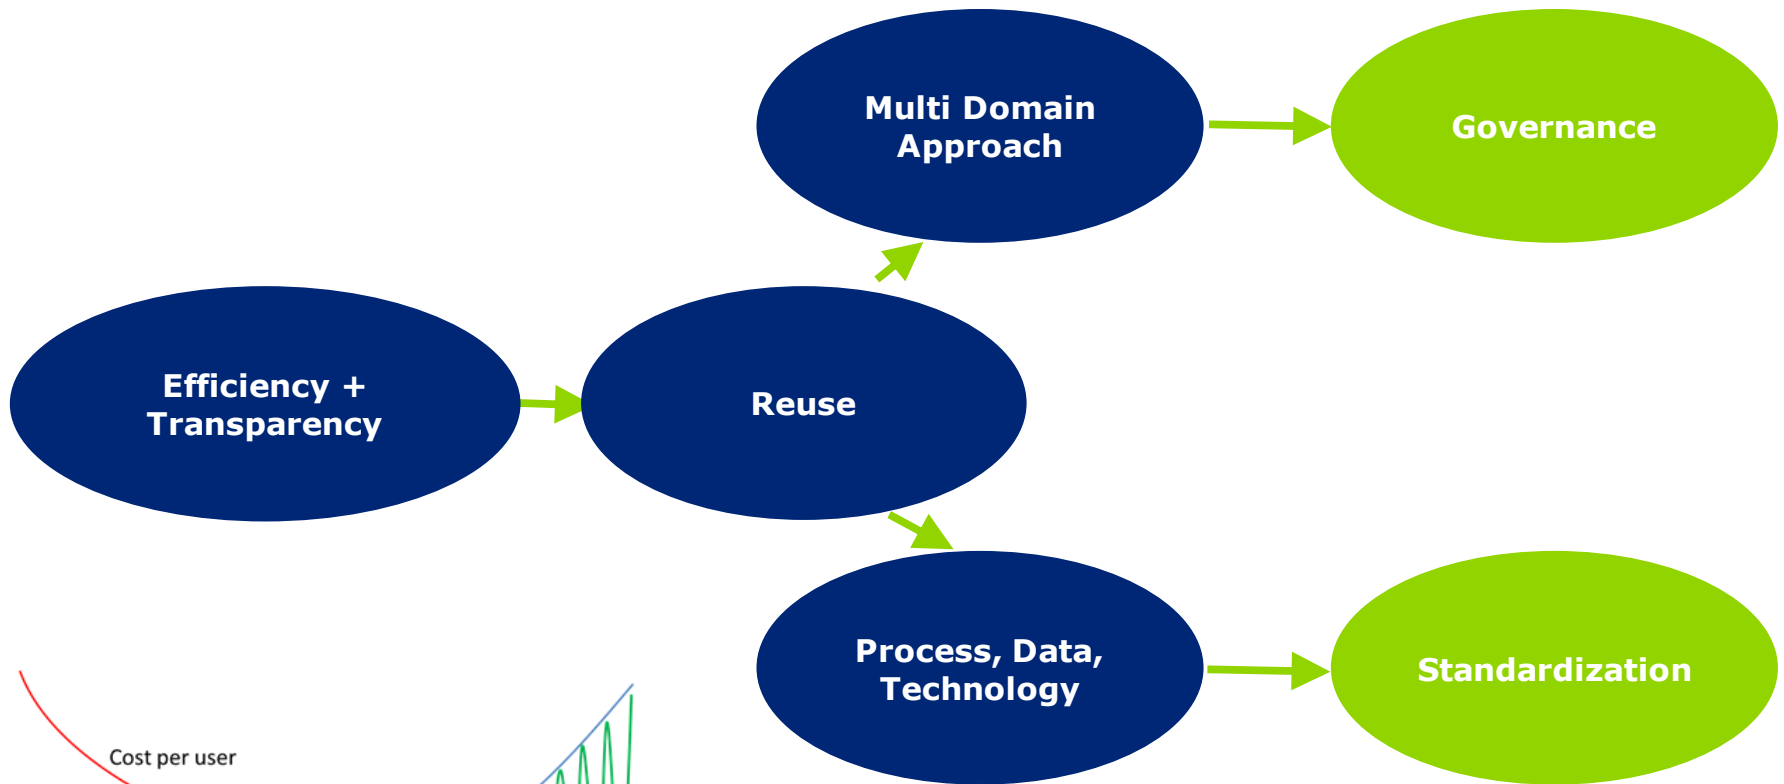 Multi Domain
Approach
Governance
Efficiency +
Transparency
Reuse
Process, Data,
Technology
Standardization
Cost per user